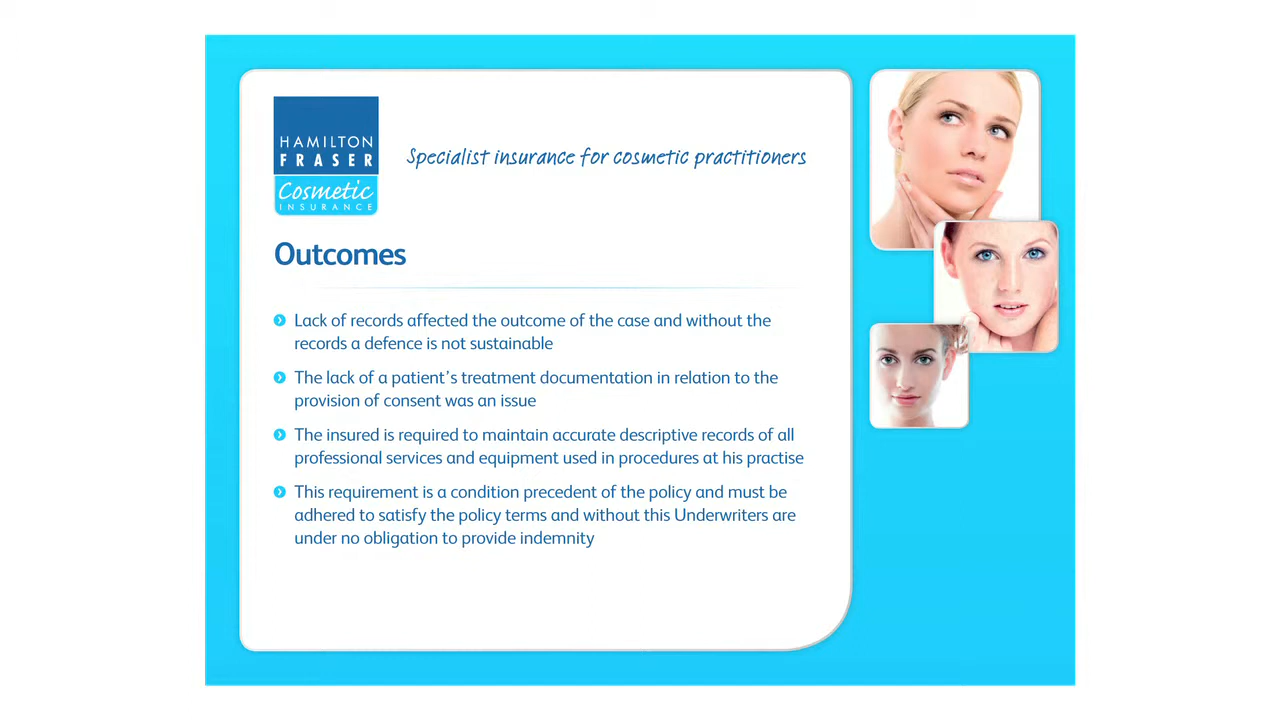 HAMILTON
FRASER
Cosmetic
INSURANCE
Specialist insurance for cosmetic practitioners
Outcomes
Lack of records affected the outcome of the case and without the
records a defence is not sustainable
The lack of a patient's treatment documentation in relation to the
provision of consent was an issue
The insured is required to maintain accurate descriptive records of all
professional services and equipment used in procedures at his practise
This requirement is a condition precedent of the policy and must be
adhered to satisfy the policy terms and without this Underwriters are
under no obligation to provide indemnity